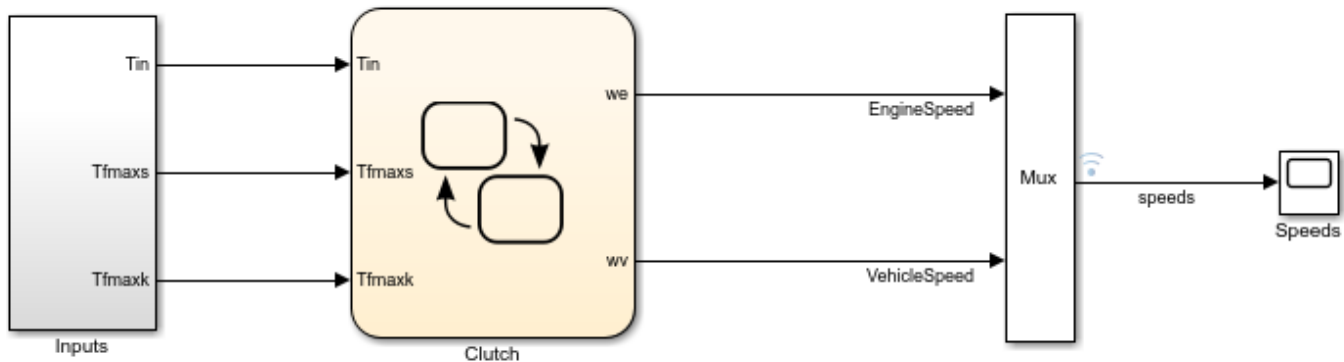 Tin
Tfmaxs
Tfmaxk
Inputs
Tin
Tfmaxs
Tfmaxk
we
wv
Clutch
EngineSpeed
VehicleSpeed
Mux
speeds
Speeds